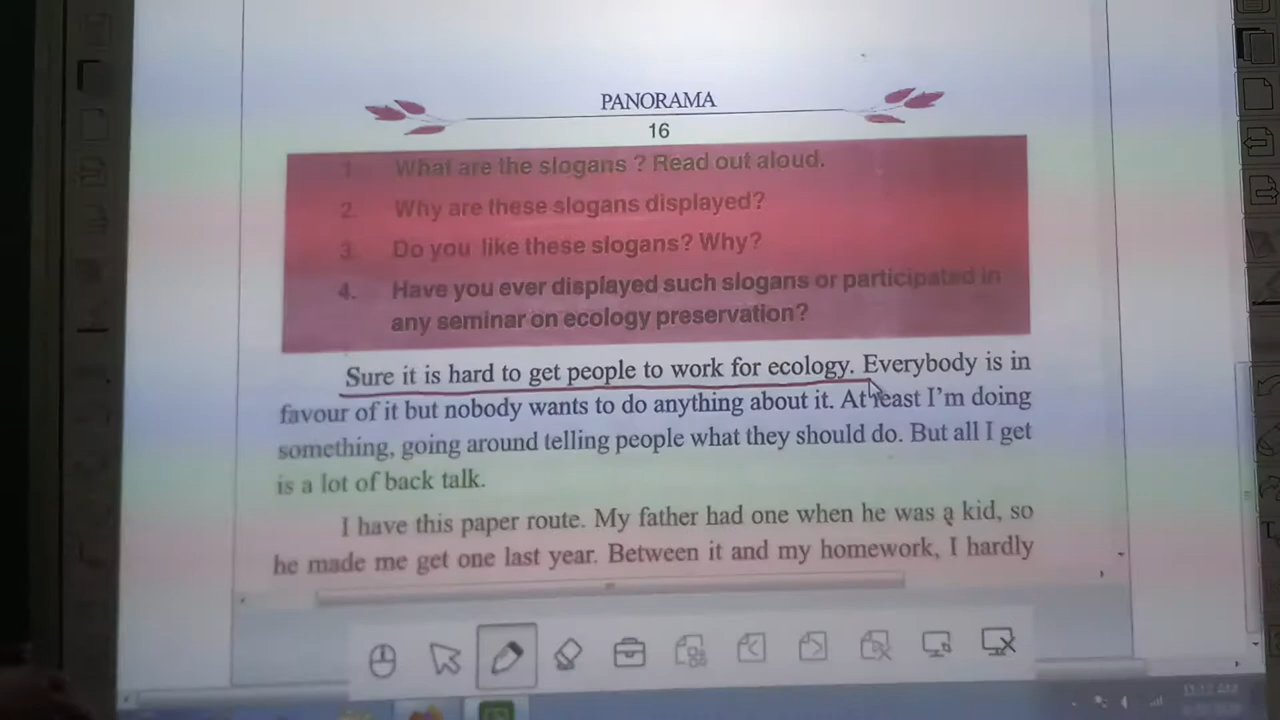 PANORAMA
16
1. What are the slogans ? Read out aloud.
2. Why are these slogans displayed?
3. Do you like these slogans? Why?
4. Have you ever displayed such slogans or participated in
any seminar on ecology preservation?
Sure it is hard to get people to work for ecology. Everybody is in
favour of it but nobody wants to do anything about it. At least I'm doing
something, going around telling people what they should do. But all I get
is a lot of back talk.
I have this paper route. My father had one when he was a kid, so
he made me get one last year. Between it and my homework, I hardly